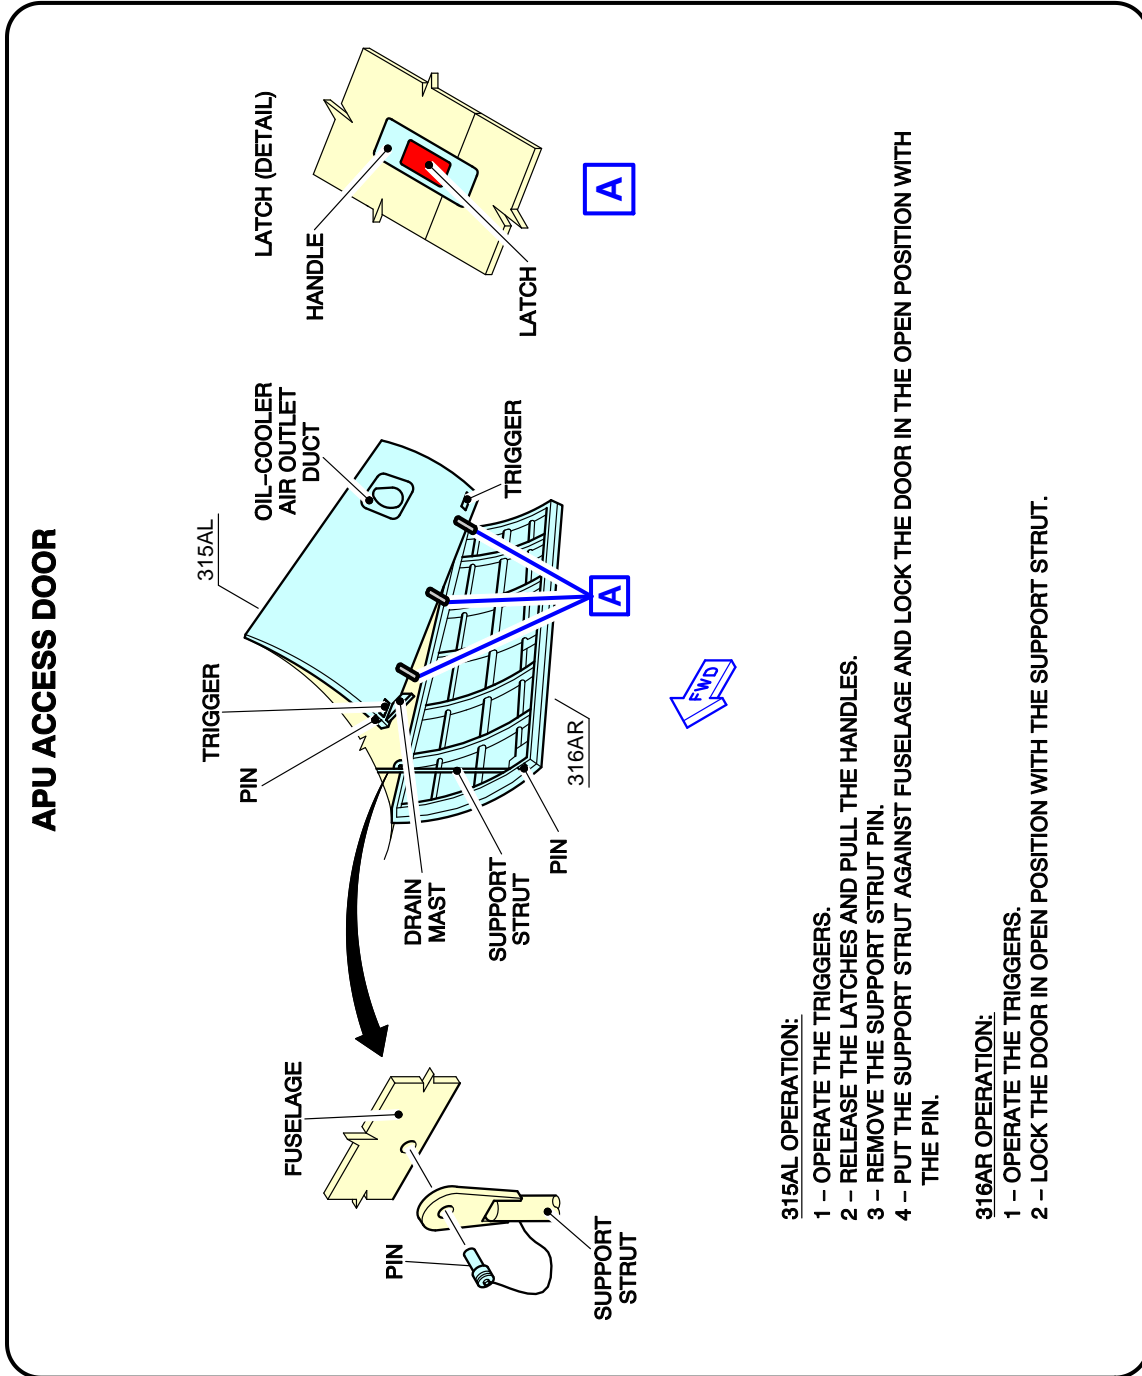 APU ACCESS DOOR
LATCH (DETAIL)
HANDLE
LATCH
A
315AL
OIL–COOLER
AIR OUTLET
DUCT
TRIGGER
TRIGGER
PIN
A
316AR
FWD
DRAIN
MAST
SUPPORT
STRUT
PIN
FUSELAGE
PIN
SUPPORT
STRUT
315AL OPERATION:
1 – OPERATE THE TRIGGERS.
2 – RELEASE THE LATCHES AND PULL THE HANDLES.
3 – REMOVE THE SUPPORT STRUT PIN.
4 – PUT THE SUPPORT STRUT AGAINST FUSELAGE AND LOCK THE DOOR IN THE OPEN POSITION WITH
THE PIN.
316AR OPERATION:
1 – OPERATE THE TRIGGERS.
2 – LOCK THE DOOR IN OPEN POSITION WITH THE SUPPORT STRUT.